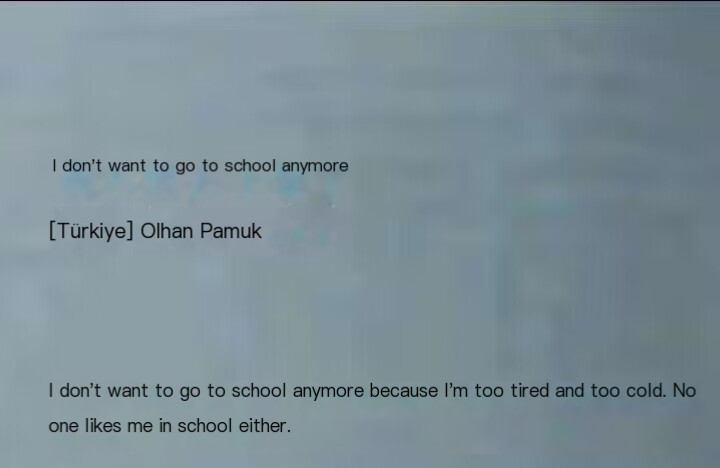 I don't want to go to school anymore
[Türkiye] Olhan Pamuk
I don't want to go to school anymore because I'm too tired and too cold. No
one likes me in school either.